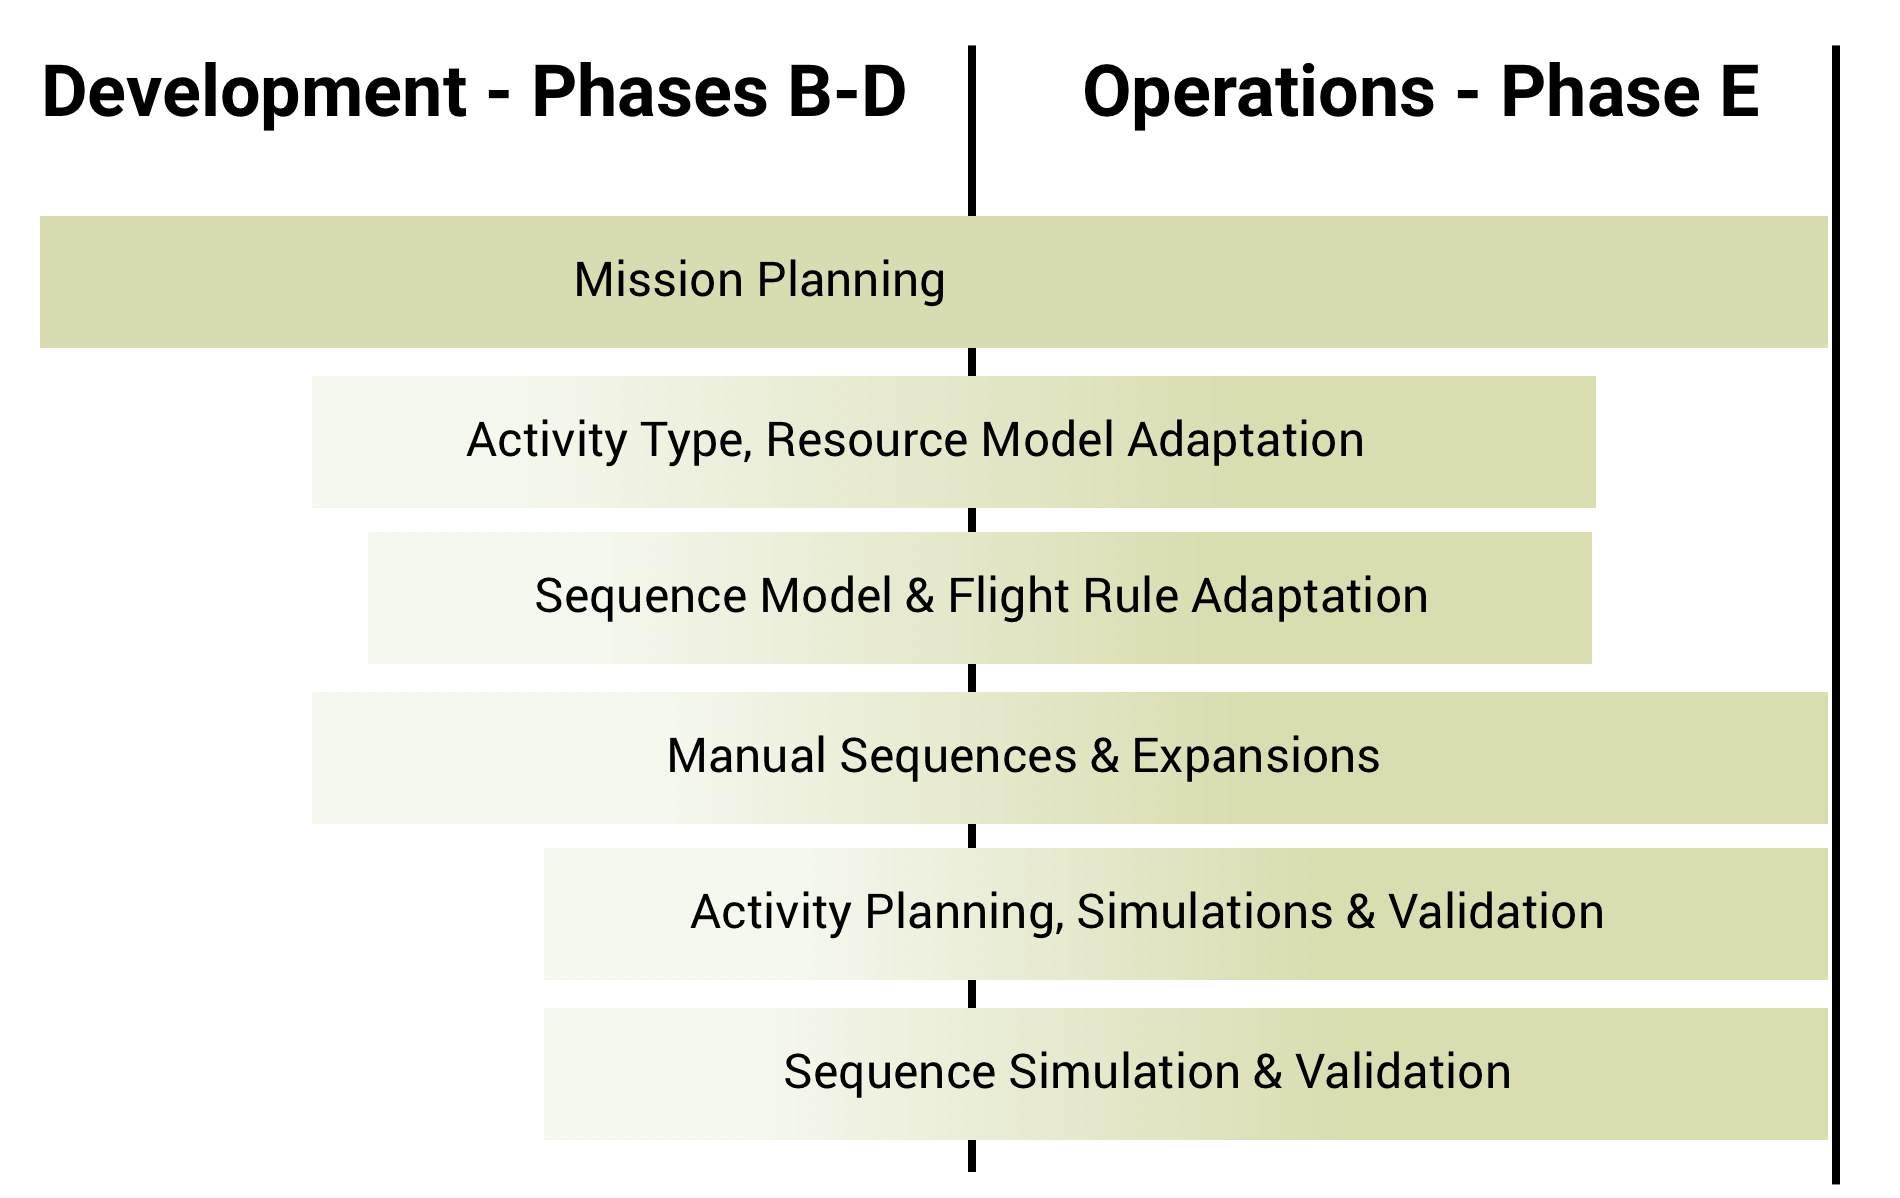 Development - Phases B-D
Operations - Phase E
Mission Planning
Activity Type, Resource Model Adaptation
Sequence Model & Flight Rule Adaptation
Manual Sequences & Expansions
Activity Planning, Simulations & Validation
Sequence Simulation & Validation